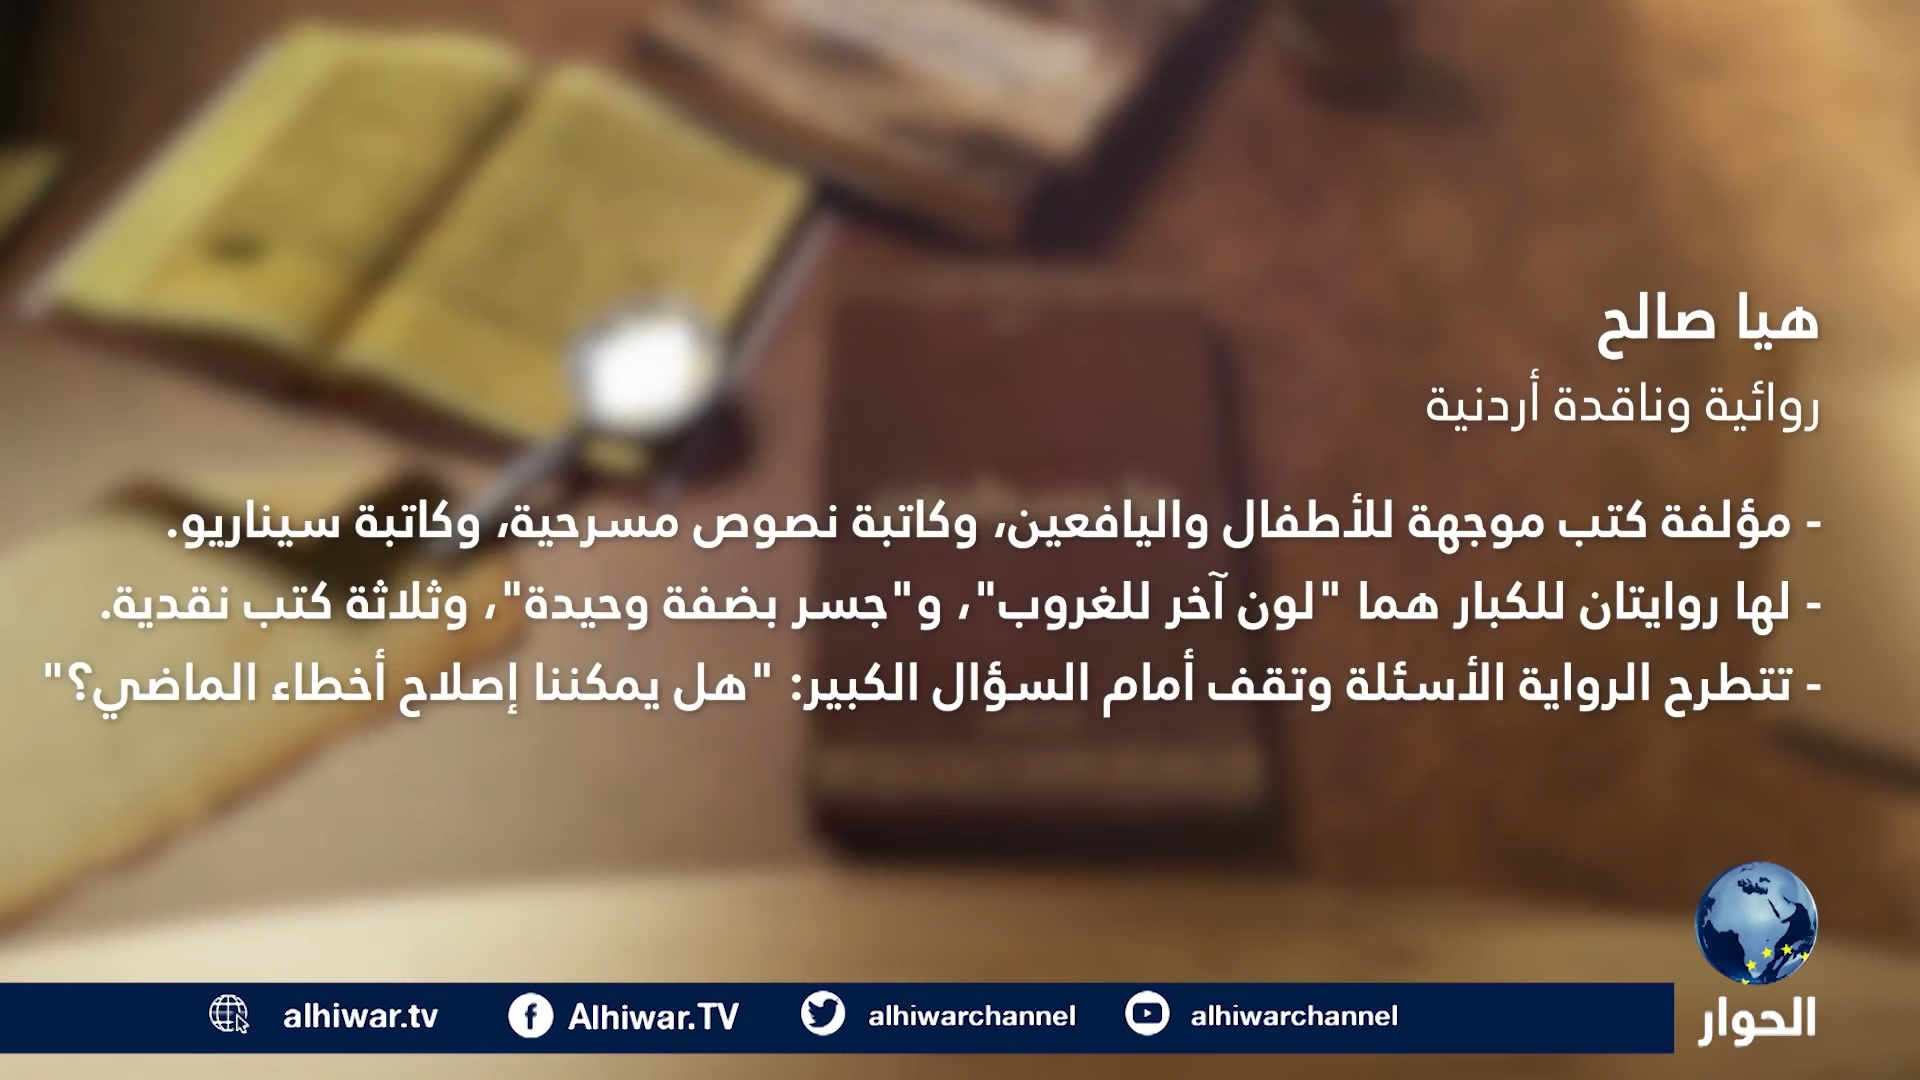 هيا صالح
روائية وناقدة أردنية
- مؤلفة كتب موجهة للأطفال واليافعين، وكاتبة نصوص مسرحية، وكاتبة سيناريو.
- لها روايتان للكبار هما "لون آخر للغروب"، و"جسر بضفة وحيدة"، وثلاثة كتب نقدية.
- تتطرح الرواية الأسئلة وتقف أمام السؤال الكبير: "هل يمكننا إصلاح أخطاء الماضي؟"
alhiwar.tv Alhiwar.TV alhiwarchannel alhiwarchannel
الحوار